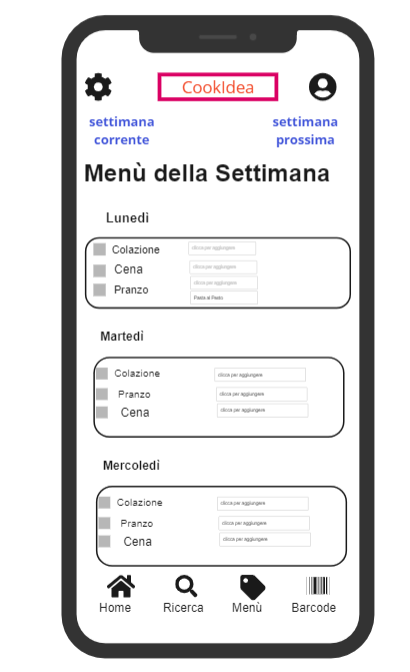 CookIdea
settimana corrente
settimana prossima
Menù della Settimana
Lunedi
Colazione clicca per aggiungere
Cena clicca per aggiungere
Pranzo clicca per aggiungere
Pasta al Pesto
Martedi
Colazione clicca per aggiungere
Pranzo clicca per aggiungere
Cena clicca per aggiungere
Mercoledi
Colazione clicca per aggiungere
Pranzo clicca per aggiungere
Cena clicca per aggiungere
Home Ricerca Menù Barcode